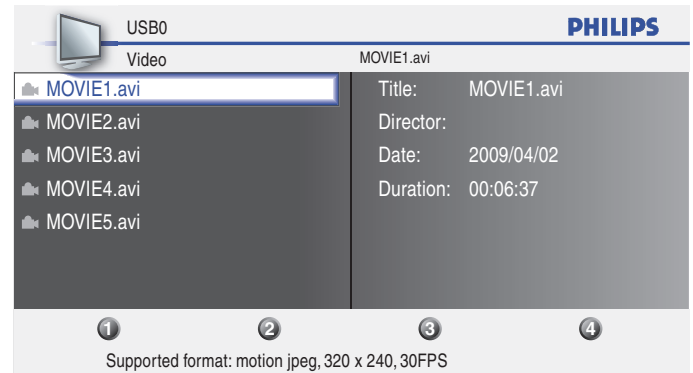 USB0
PHILIPS
Video
MOVIE1.avi
MOVIE1.avi
MOVIE2.avi
MOVIE3.avi
MOVIE4.avi
MOVIE5.avi
Title: MOVIE1.avi
Director:
Date: 2009/04/02
Duration: 00:06:37
1 2 3 4
Supported format: motion jpeg, 320 x 240, 30FPS